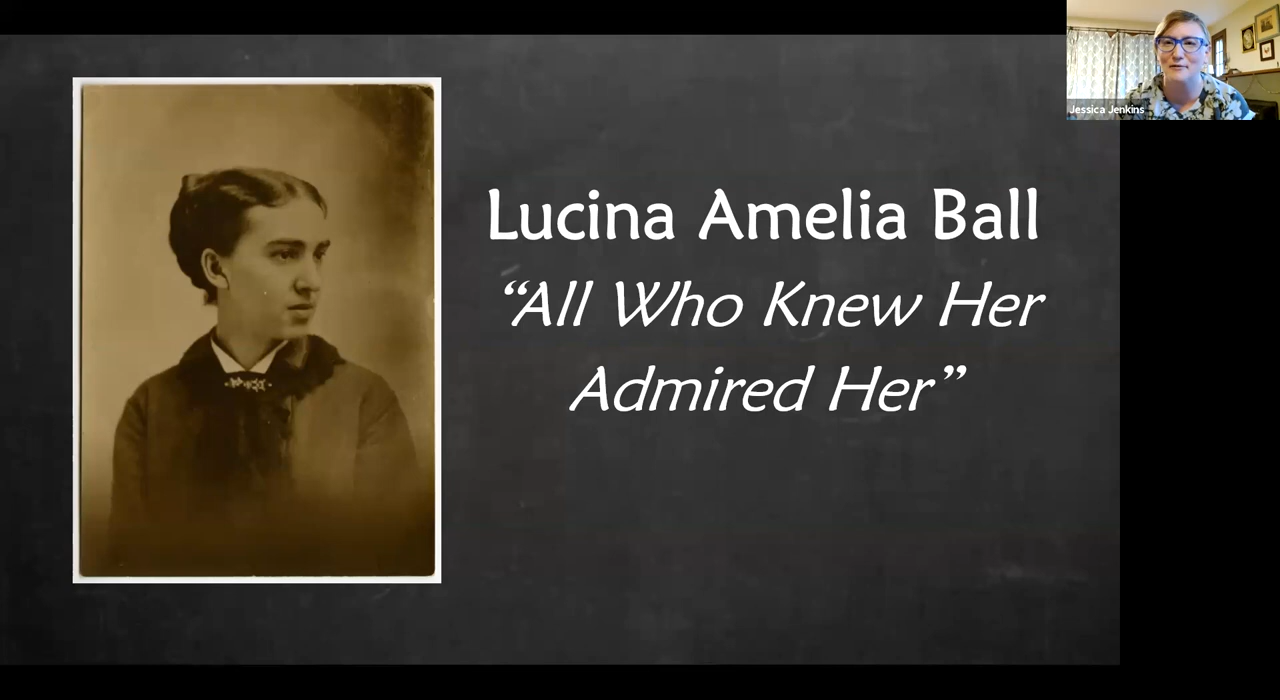 Lucina Amelia Ball
“All Who Knew Her
Admired Her”
Jessica Jenkins